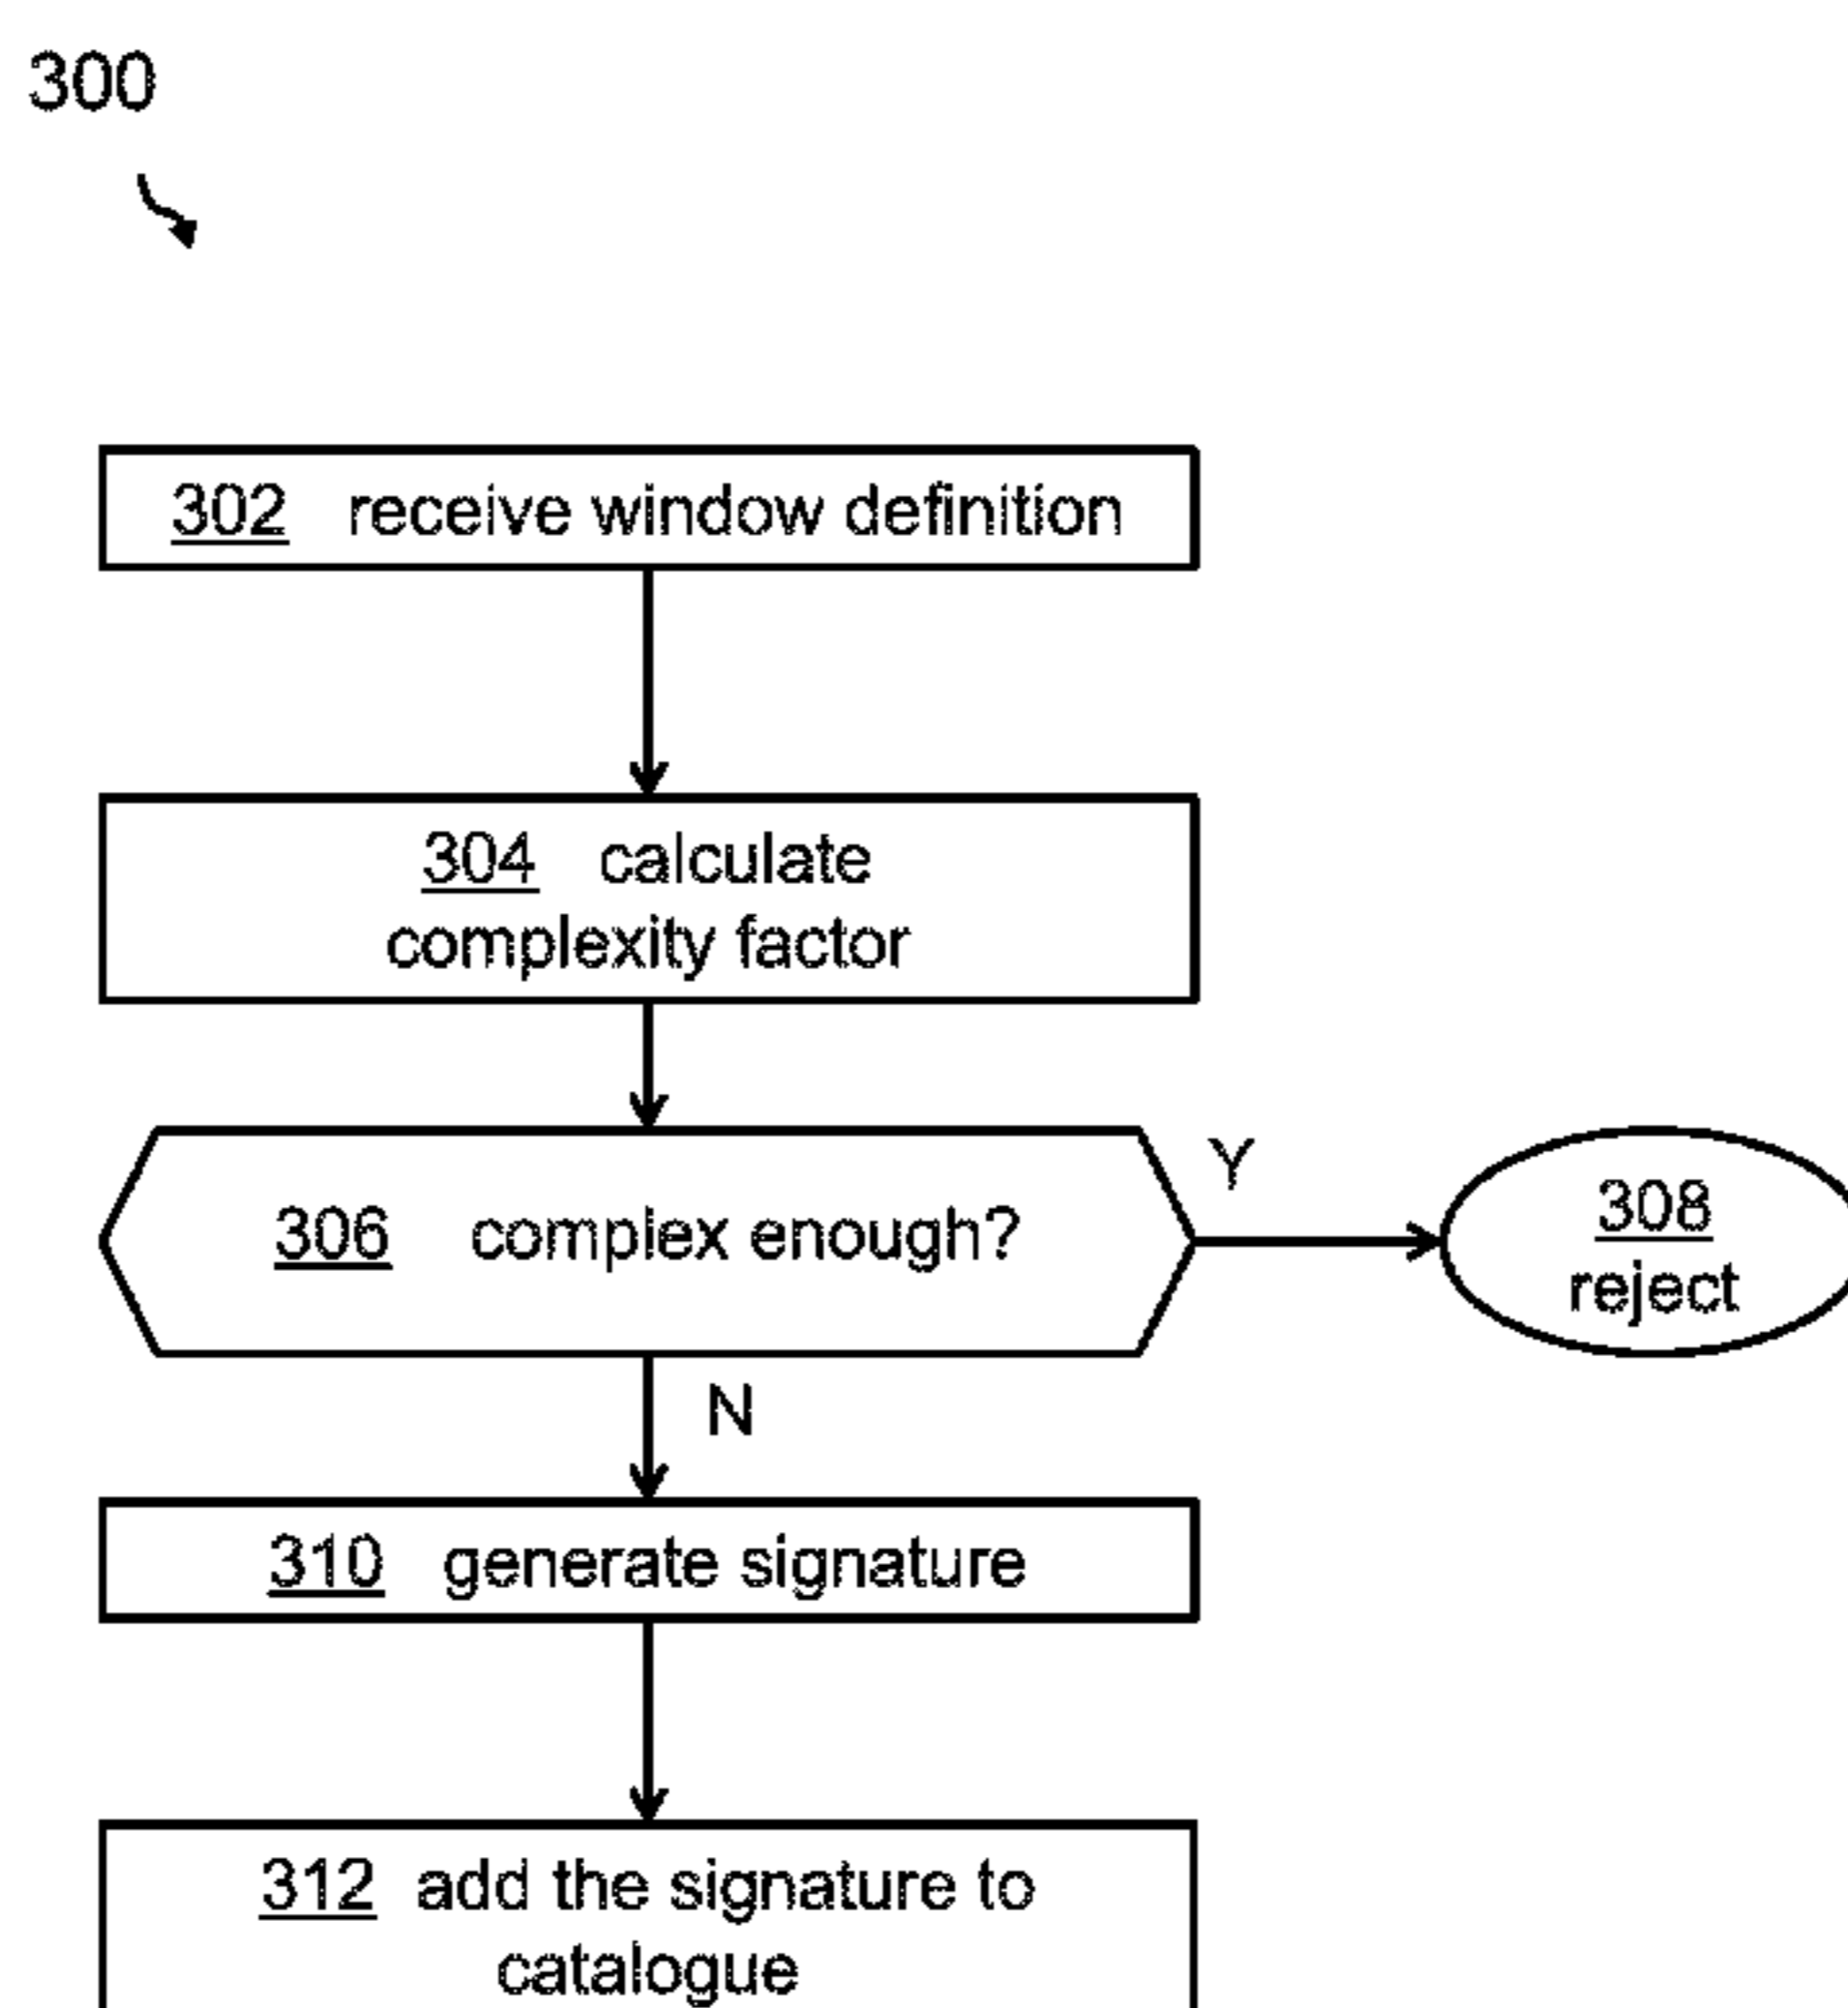 300
302 receive window definition
304 calculate
complexity factor
306 complex enough?
Y
308
reject
N
310 generate signature
312 add the signature to
catalogue